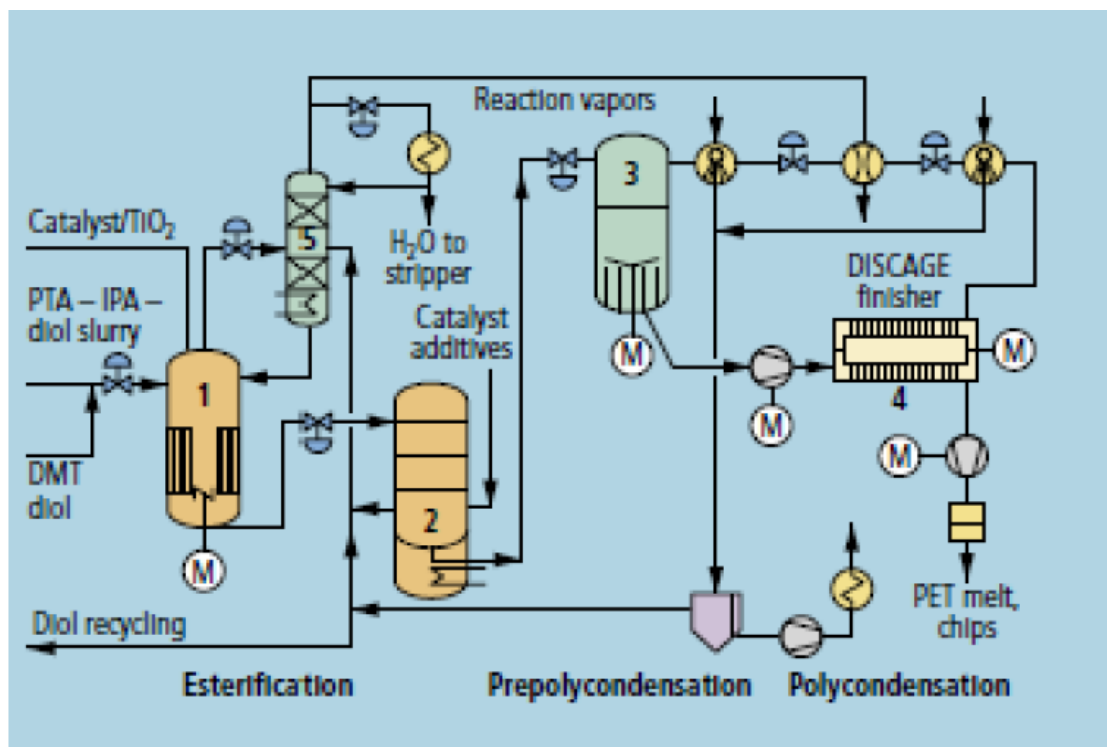 Reaction vapors
3
Catalyst/TiO₂
5
H₂O to
stripper
DISCAGE
finisher
PTA – IPA –
diol slurry
Catalyst
additives
M
M
1
4
M
M
DMT
diol
2
M
PET melt,
chips
Diol recycling
Esterification
Prepolycondensation
Polycondensation